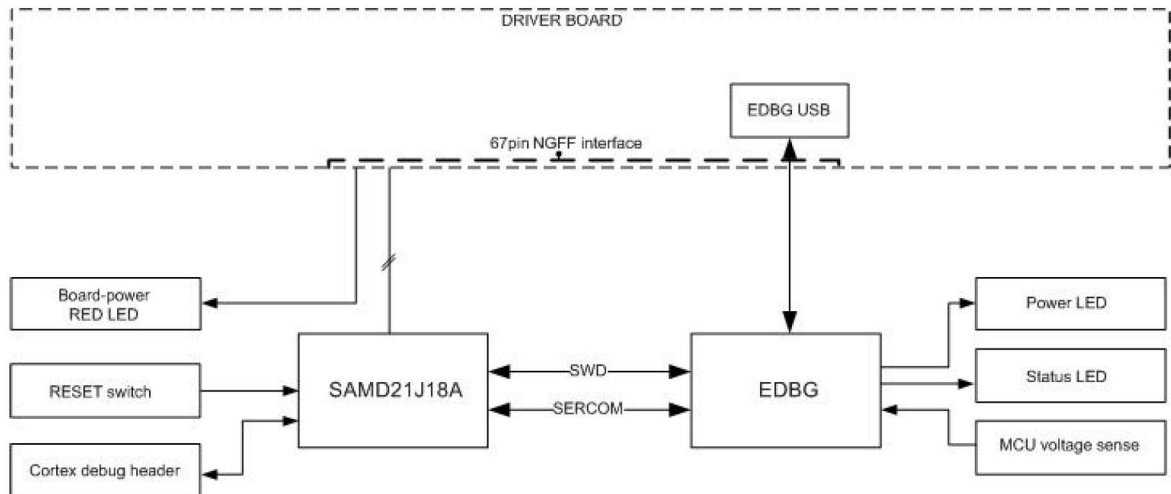 DRIVER BOARD
EDBG USB
67pin NGFF interface
Board-power
RED LED
RESET switch
Cortex debug header
SAMD21J18A
SWD
SERCOM
EDBG
Power LED
Status LED
MCU voltage sense